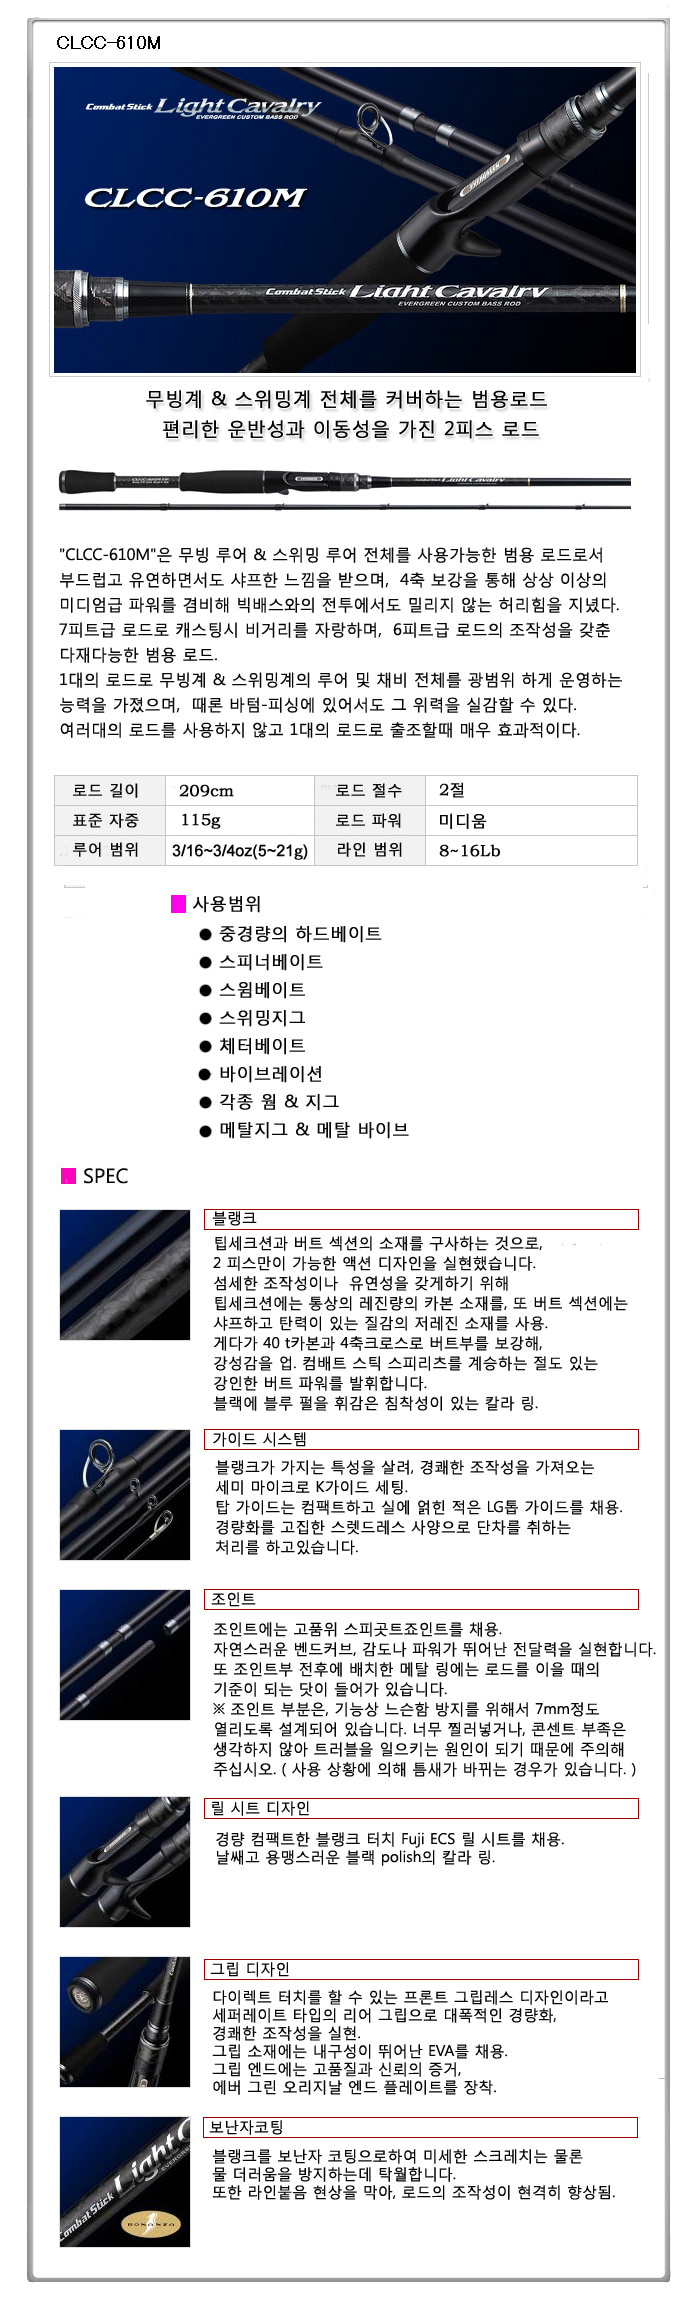 CLCC-610M
Combat Stick Light Cavalry
EVERGREEN CUSTOM BASS ROD
CLCC-610M
Combat Stick Light Cavalry
EVERGREEN CUSTOM BASS ROD
무빙계 & 스위밍계 전체를 커버하는 범용로드
편리한 운반성과 이동성을 가진 2피스 로드
"CLCC-610M"은 무빙 루어 & 스위밍 루어 전체를 사용가능한 범용 로드로서
부드럽고 유연하면서도 샤프한 느낌을 받으며, 4축 보강을 통해 상상 이상의
미디엄급 파워를 겸비해 빅배스와의 전투에서도 밀리지 않는 허리힘을 지녔다.
7피트급 로드로 캐스팅시 비거리를 자랑하며, 6피트급 로드의 조작성을 갖춘
다재다능한 범용 로드.
1대의 로드로 무빙계 & 스위밍계의 루어 및 채비 전체를 광범위 하게 운영하는
능력을 가졌으며, 때론 바텀-피싱에 있어서도 그 위력을 실감할 수 있다.
여러대의 로드를 사용하지 않고 1대의 로드로 출조할때 매우 효과적이다.
로드 길이 209cm 로드 절수 2절
표준 자중 115g 로드 파워 미디움
루어 범위 3/16~3/4oz(5~21g) 라인 범위 8~16Lb
사용범위
● 중경량의 하드베이트
● 스피너베이트
● 스윔베이트
● 스위밍지그
● 체터베이트
● 바이브레이션
● 각종 웜 & 지그
● 메탈지그 & 메탈 바이브
SPEC
블랭크
팁세크션과 버트 섹션의 소재를 구사하는 것으로,
2 피스만이 가능한 액션 디자인을 실현했습니다.
섬세한 조작성이나 유연성을 갖게하기 위해
팁세크션에는 통상의 레진량의 카본 소재를, 또 버트 섹션에는
샤프하고 탄력이 있는 질감의 저레진 소재를 사용.
게다가 40 t카본과 4축크로스로 버트부를 보강해,
강성감을 업. 컴배트 스틱 스피리츠를 계승하는 절도 있는
강인한 버트 파워를 발휘합니다.
블랙에 블루 펄을 휘감은 침착성이 있는 칼라 링.
가이드 시스템
블랭크가 가지는 특성을 살려, 경쾌한 조작성을 가져오는
세미 마이크로 K가이드 세팅.
탑 가이드는 컴팩트하고 실에 얽힌 적은 LG톱 가이드를 채용.
경량화를 고집한 스렛드레스 사양으로 단차를 취하는
처리를 하고있습니다.
조인트
조인트에는 고품위 스피곳트죠인트를 채용.
자연스러운 벤드커브, 감도나 파워가 뛰어난 전달력을 실현합니다.
또 조인트부 전후에 배치한 메탈 링에는 로드를 이을 때의
기준이 되는 닷이 들어가 있습니다.
※ 조인트 부분은, 기능상 느슨함 방지를 위해서 7mm정도
열리도록 설계되어 있습니다. 너무 찔러넣거나, 콘센트 부족은
생각하지 않아 트러블을 일으키는 원인이 되기 때문에 주의해
주십시오. ( 사용 상황에 의해 틈새가 바뀌는 경우가 있습니다. )
릴 시트 디자인
경량 컴팩트한 블랭크 터치 Fuji ECS 릴 시트를 채용.
날쌔고 용맹스러운 블랙 polish의 칼라 링.
그립 디자인
다이렉트 터치를 할 수 있는 프론트 그립레스 디자인이라고
세퍼레이트 타입의 리어 그립으로 대폭적인 경량화,
경쾌한 조작성을 실현.
그립 소재에는 내구성이 뛰어난 EVA를 채용.
그립 엔드에는 고품질과 신뢰의 증거,
에버 그린 오리지날 엔드 플레이트를 장착.
보난자코팅
블랭크를 보난자 코팅으로하여 미세한 스크레치는 물론
물 더러움을 방지하는데 탁월합니다.
또한 라인붙음 현상을 막아, 로드의 조작성이 현격히 향상됨.
Combat Stick Light C
EVERGREE
BONANZA